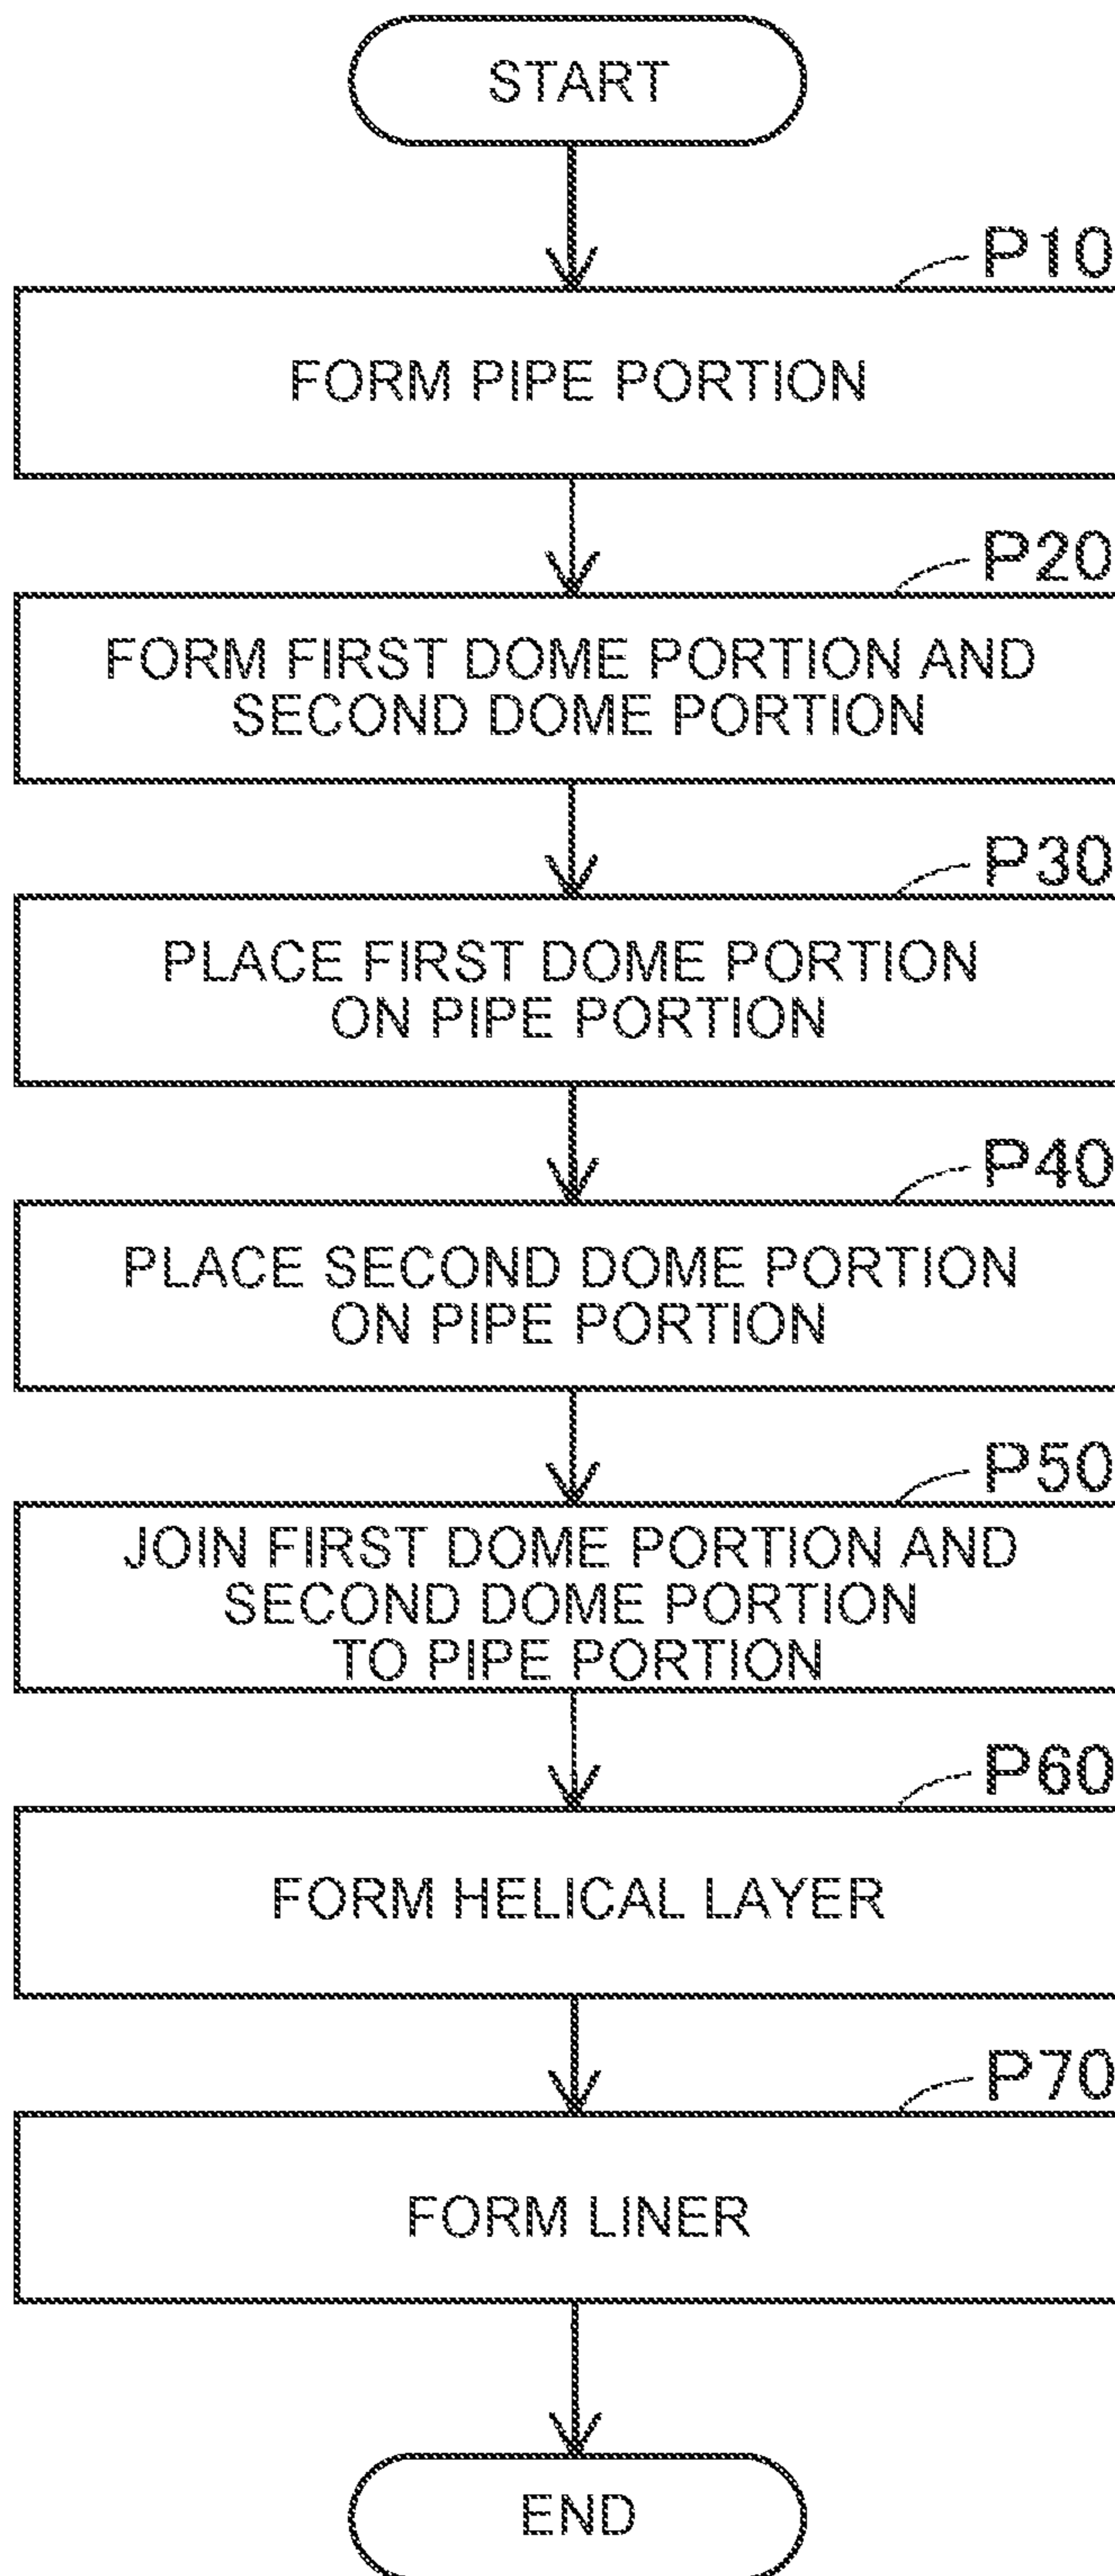 START
P10
FORM PIPE PORTION
P20
FORM FIRST DOME PORTION AND
SECOND DOME PORTION
P30
PLACE FIRST DOME PORTION
ON PIPE PORTION
P40
PLACE SECOND DOME PORTION
ON PIPE PORTION
P50
JOIN FIRST DOME PORTION AND
SECOND DOME PORTION
TO PIPE PORTION
P60
FORM HELICAL LAYER
P70
FORM LINER
END